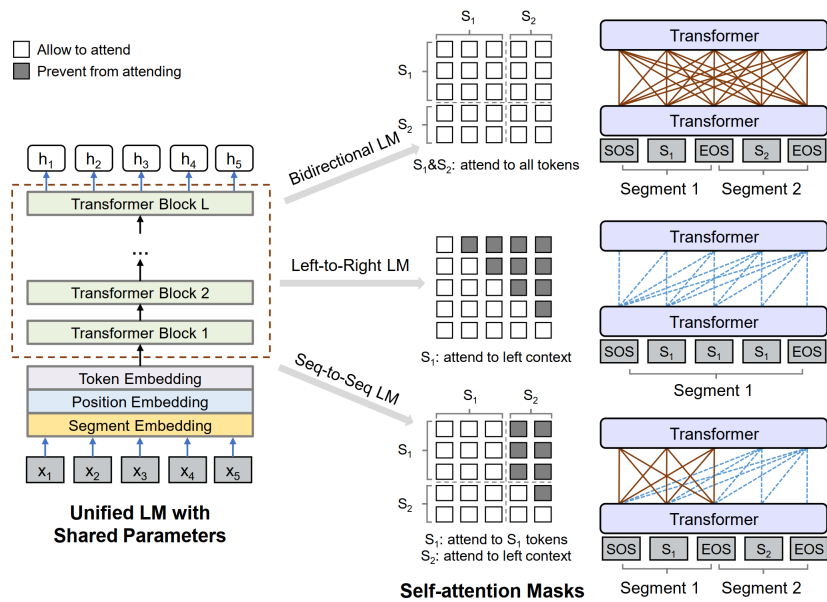 Allow to attend
Prevent from attending
h1 h2 h3 h4 h5
Transformer Block L
...
Transformer Block 2
Transformer Block 1
Token Embedding
Position Embedding
Segment Embedding
x1 x2 x3 x4 x5
Unified LM with
Shared Parameters
Bidirectional LM
Left-to-Right LM
Seq-to-Seq LM
S1 S2
S1
S2
S1&S2: attend to all tokens
S1: attend to left context
S1 S2
S1
S2
S1: attend to S1 tokens
S2: attend to left context
Self-attention Masks
Transformer
Transformer
SOS S1 EOS S2 EOS
Segment 1 Segment 2
Transformer
Transformer
SOS S1 S1 S1 EOS
Segment 1
Transformer
Transformer
SOS S1 EOS S2 EOS
Segment 1 Segment 2